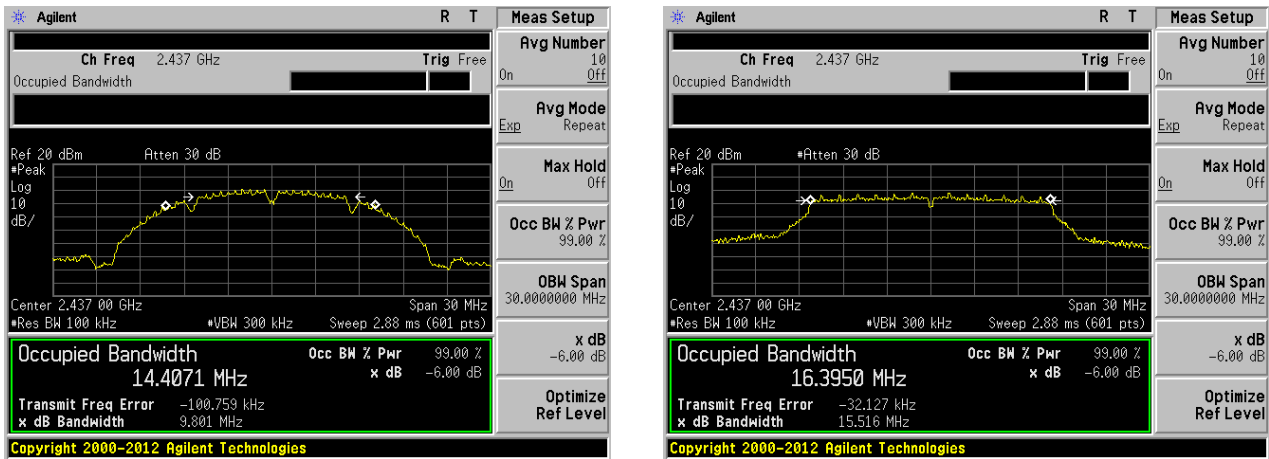 Agilent R T Meas Setup
Avg Number
10
On Off
Ch Freq 2.437 GHz Trig Free
Occupied Bandwidth
Avg Mode
Exp Repeat
Ref 20 dBm Atten 30 dB
#Peak
Log
10
dB/
Max Hold
On Off
Occ BW % Pwr
99.00 %
OBW Span
30.0000000 MHz
Center 2.437 00 GHz Span 30 MHz
#Res BW 100 kHz #VBW 300 kHz Sweep 2.88 ms (601 pts)
x dB
-6.00 dB
Occupied Bandwidth Occ BW % Pwr 99.00 %
14.4071 MHz x dB -6.00 dB
Transmit Freq Error -100.759 kHz
x dB Bandwidth 9.801 MHz
Optimize
Ref Level
Copyright 2000-2012 Agilent Technologies
Agilent R T Meas Setup
Avg Number
10
On Off
Ch Freq 2.437 GHz Trig Free
Occupied Bandwidth
Avg Mode
Exp Repeat
Ref 20 dBm #Atten 30 dB
#Peak
Log
10
dB/
Max Hold
On Off
Occ BW % Pwr
99.00 %
OBW Span
30.0000000 MHz
Center 2.437 00 GHz Span 30 MHz
#Res BW 100 kHz #VBW 300 kHz Sweep 2.88 ms (601 pts)
x dB
-6.00 dB
Occupied Bandwidth Occ BW % Pwr 99.00 %
16.3950 MHz x dB -6.00 dB
Transmit Freq Error -32.127 kHz
x dB Bandwidth 15.516 MHz
Optimize
Ref Level
Copyright 2000-2012 Agilent Technologies